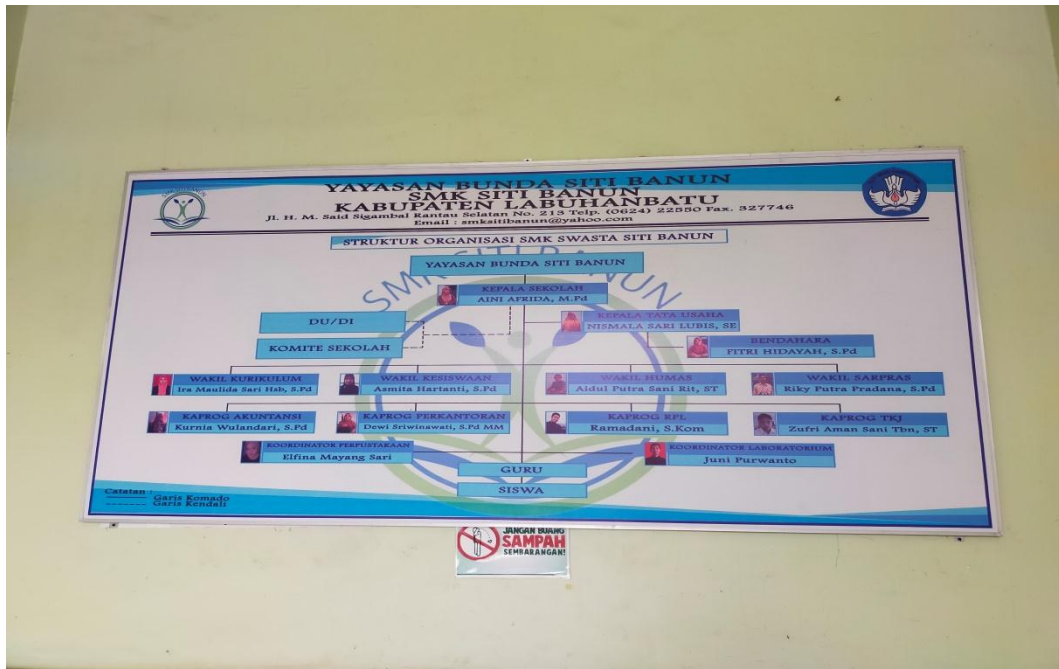 YAYASAN BUNDA SITI BANUN
SMK SITI BANUN
KABUPATEN LABUHANBATU
Jl. H. M. Said Sigambal Rantau Selatan No. 213 Telp. (0624) 22550 Fax. 327746
Email : smksitibanun@yahoo.com
SMK SITI BANUN
STRUKTUR ORGANISASI SMK SWASTA SITI BANUN
SMK SITI BANUN
YAYASAN BUNDA SITI BANUN
KEPALA SEKOLAH
AINI AFRIDA, M.Pd
DU/DI
KOMITE SEKOLAH
KEPALA TATA USAHA
NISMALA SARI LUBIS, SE
BENDAHARA
FITRI HIDAYAH, S.Pd
WAKIL KURIKULUM
Ira Maulida Sari Hsb, S.Pd
WAKIL KESISWAAN
Asmita Hartanti, S.Pd
WAKIL HUMAS
Aidul Putra Sani Rit, ST
WAKIL SARPRAS
Riky Putra Pradana, S.Pd
KAPROG AKUNTANSI
Kurnia Wulandari, S.Pd
KAPROG PERKANTORAN
Dewi Sriwinawati, S.Pd MM
KAPROG RPL
Ramadani, S.Kom
KAPROG TKJ
Zufri Aman Sani Tbn, ST
KOORDINATOR PERPUSTAKAAN
Elfina Mayang Sari
KOORDINATOR LABORATORIUM
Juni Purwanto
GURU
SISWA
Catatan :
Garis Komado
Garis Kendali
JANGAN BUANG
SAMPAH
SEMBARANGAN!